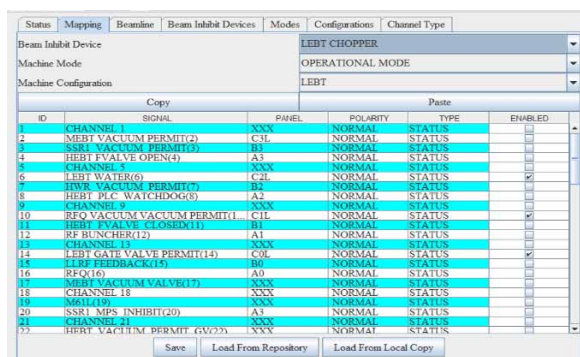 Status Mapping Beamline Beam Inhibit Devices Modes Configurations Channel Type
Beam Inhibit Device LEBT CHOPPER
Machine Mode OPERATIONAL MODE
Machine Configuration LEBT
Copy Paste
ID SIGNAL PANEL POLARITY TYPE ENABLED
1 CHANNEL 1 XXX NORMAL STATUS
2 MEBT VACUUM PERMIT(2) C3L NORMAL STATUS
3 SSR1 VACUUM PERMIT(3) B3 NORMAL STATUS
4 HEBT FVALVE OPEN(4) A3 NORMAL STATUS
5 CHANNEL 5 XXX NORMAL STATUS
6 LEBT WATER(6) C2L NORMAL STATUS
7 HWR VACUUM PERMIT(7) B2 NORMAL STATUS
8 HEBT PLC WATCHDOG(8) A2 NORMAL STATUS
9 CHANNEL 9 XXX NORMAL STATUS
10 RFQ VACUUM VACUUM PERMIT(1... C1L NORMAL STATUS
11 HEBT FVALVE CLOSED(11) B1 NORMAL STATUS
12 RF BUNCHER(12) A1 NORMAL STATUS
13 CHANNEL 13 XXX NORMAL STATUS
14 LEBT GATE VALVE PERMIT(14) C0L NORMAL STATUS
15 LLRF FEEDBACK(15) B0 NORMAL STATUS
16 RFQ(16) A0 NORMAL STATUS
17 MEBT VACUUM VALVE(17) XXX NORMAL STATUS
18 CHANNEL 18 XXX NORMAL STATUS
19 M61L(19) XXX NORMAL STATUS
20 SSR1 MPS INHIBIT(20) A3 NORMAL STATUS
21 CHANNEL 21 XXX NORMAL STATUS
22 HEBT VACUUM PERMIT GV(22) XXX NORMAL STATUS
Save Load From Repository Load From Local Copy